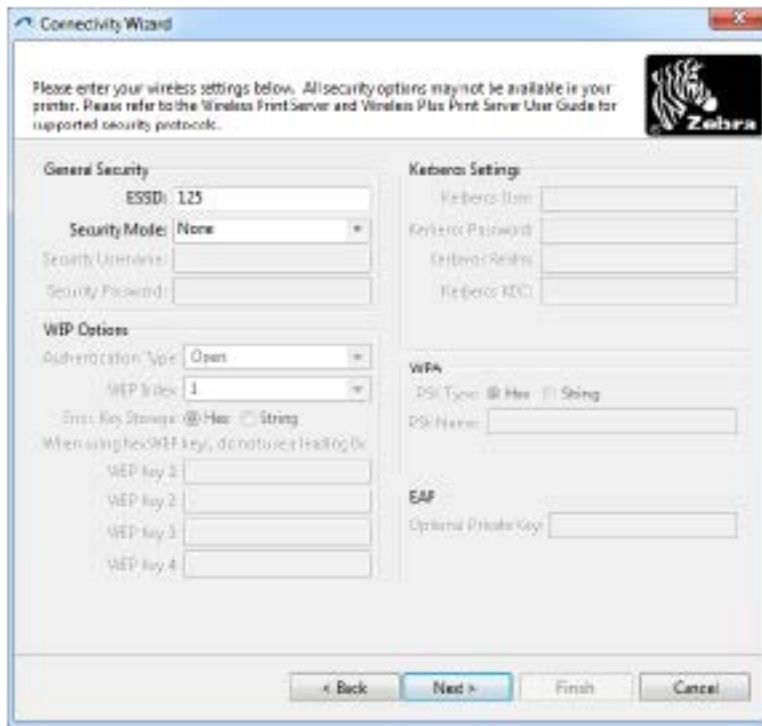 Connectivity Wizard
Please enter your wireless settings below. All security options may not be available in your
printer. Please refer to the Wireless Print Server and Wireless Plus Print Server User Guide for
supported security protocols.
Zebra
General Security
ESSID: 125
Security Mode: None
Security Username:
Security Password:
WEP Options
Authentication Type: Open
WEP Index: 1
Enc. Key Storage: Hex String
When using hex WEP keys, do not use a leading 0x
WEP Key 1:
WEP Key 2:
WEP Key 3:
WEP Key 4:
Kerberos Settings
Kerberos User:
Kerberos Password:
Kerberos Realm:
Kerberos KDC:
WPA
PSK Type: Hex String
PSK Name:
EAP
Optional Private Key:
< Back Next > Finish Cancel